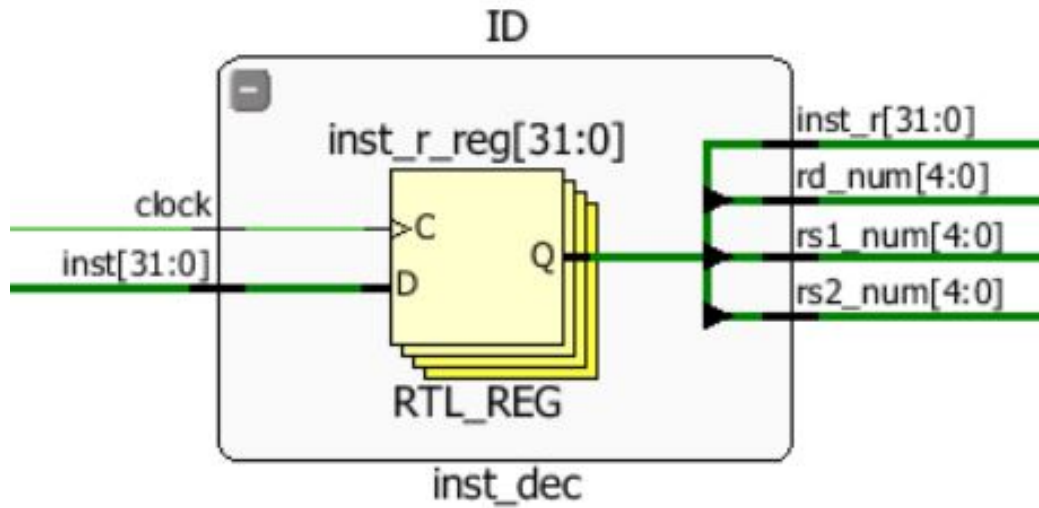 ID
inst_r_reg[31:0]
clock
inst[31:0]
C
D
Q
RTL_REG
inst_r[31:0]
rd_num[4:0]
rs1_num[4:0]
rs2_num[4:0]
inst_dec